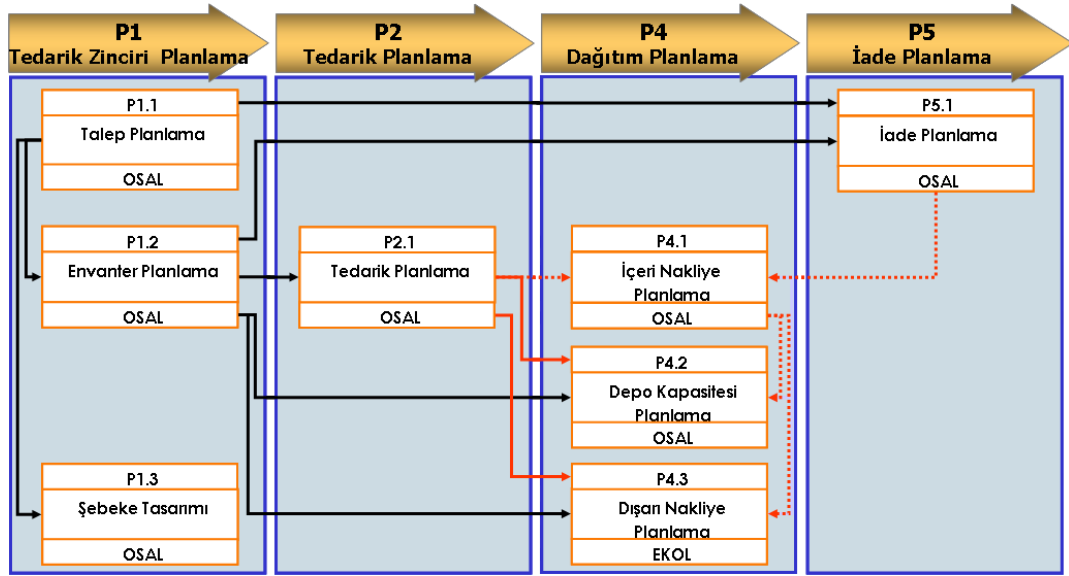 P1
Tedarik Zinciri Planlama
P2
Tedarik Planlama
P4
Dağıtım Planlama
P5
İade Planlama
P1.1
Talep Planlama
OSAL
P1.2
Envanter Planlama
OSAL
P1.3
Şebeke Tasarımı
OSAL
P2.1
Tedarik Planlama
OSAL
P4.1
İçeri Nakliye
Planlama
OSAL
P4.2
Depo Kapasitesi
Planlama
OSAL
P4.3
Dışarı Nakliye
Planlama
EKOL
P5.1
İade Planlama
OSAL